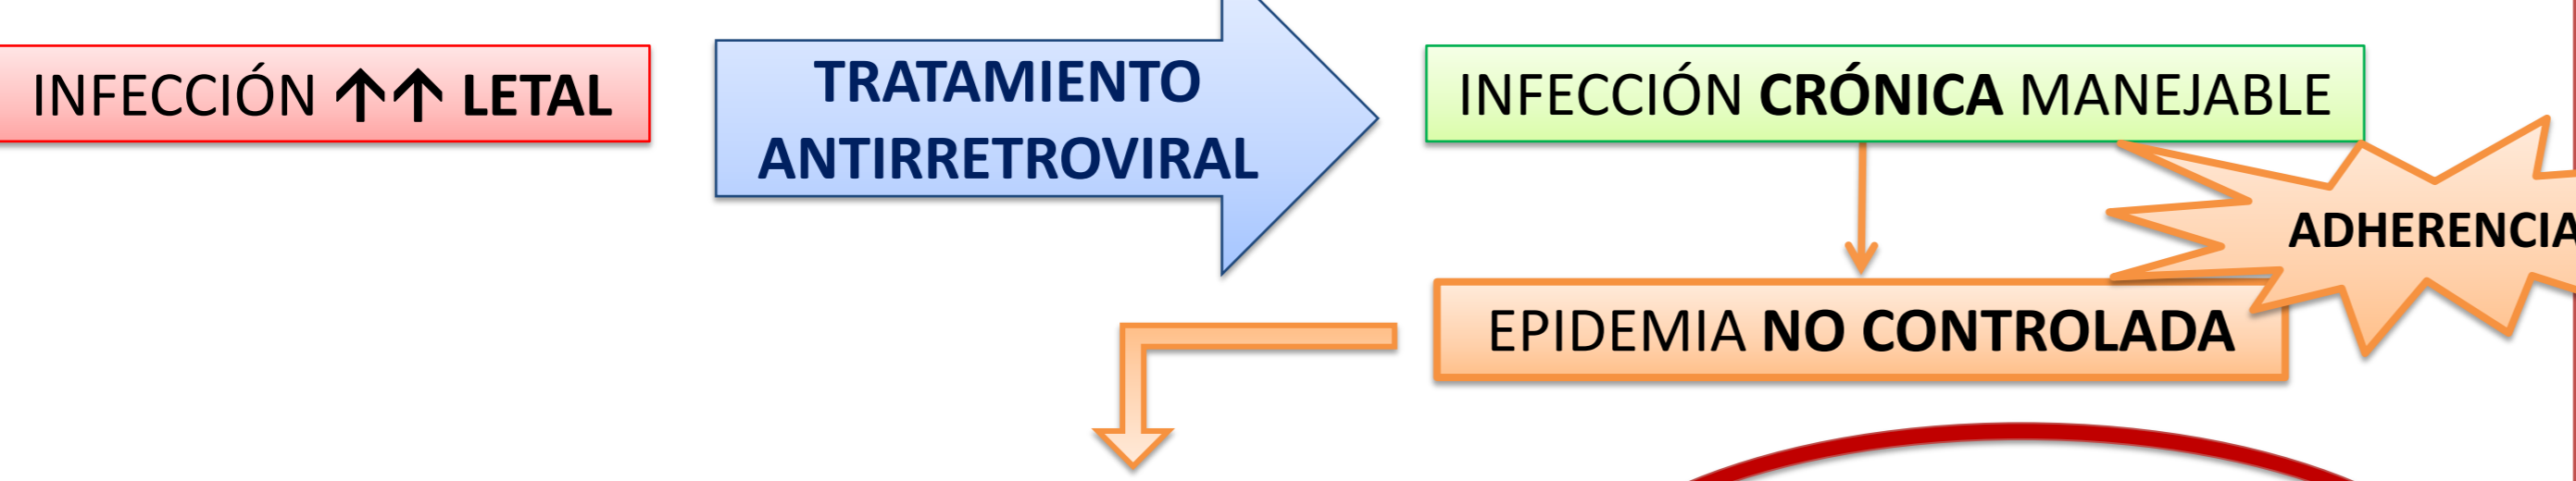 INFECCIÓN ↑↑ LETAL
TRATAMIENTO
ANTIRRETROVIRAL
INFECCIÓN CRÓNICA MANEJABLE
ADHERENCIA
EPIDEMIA NO CONTROLADA